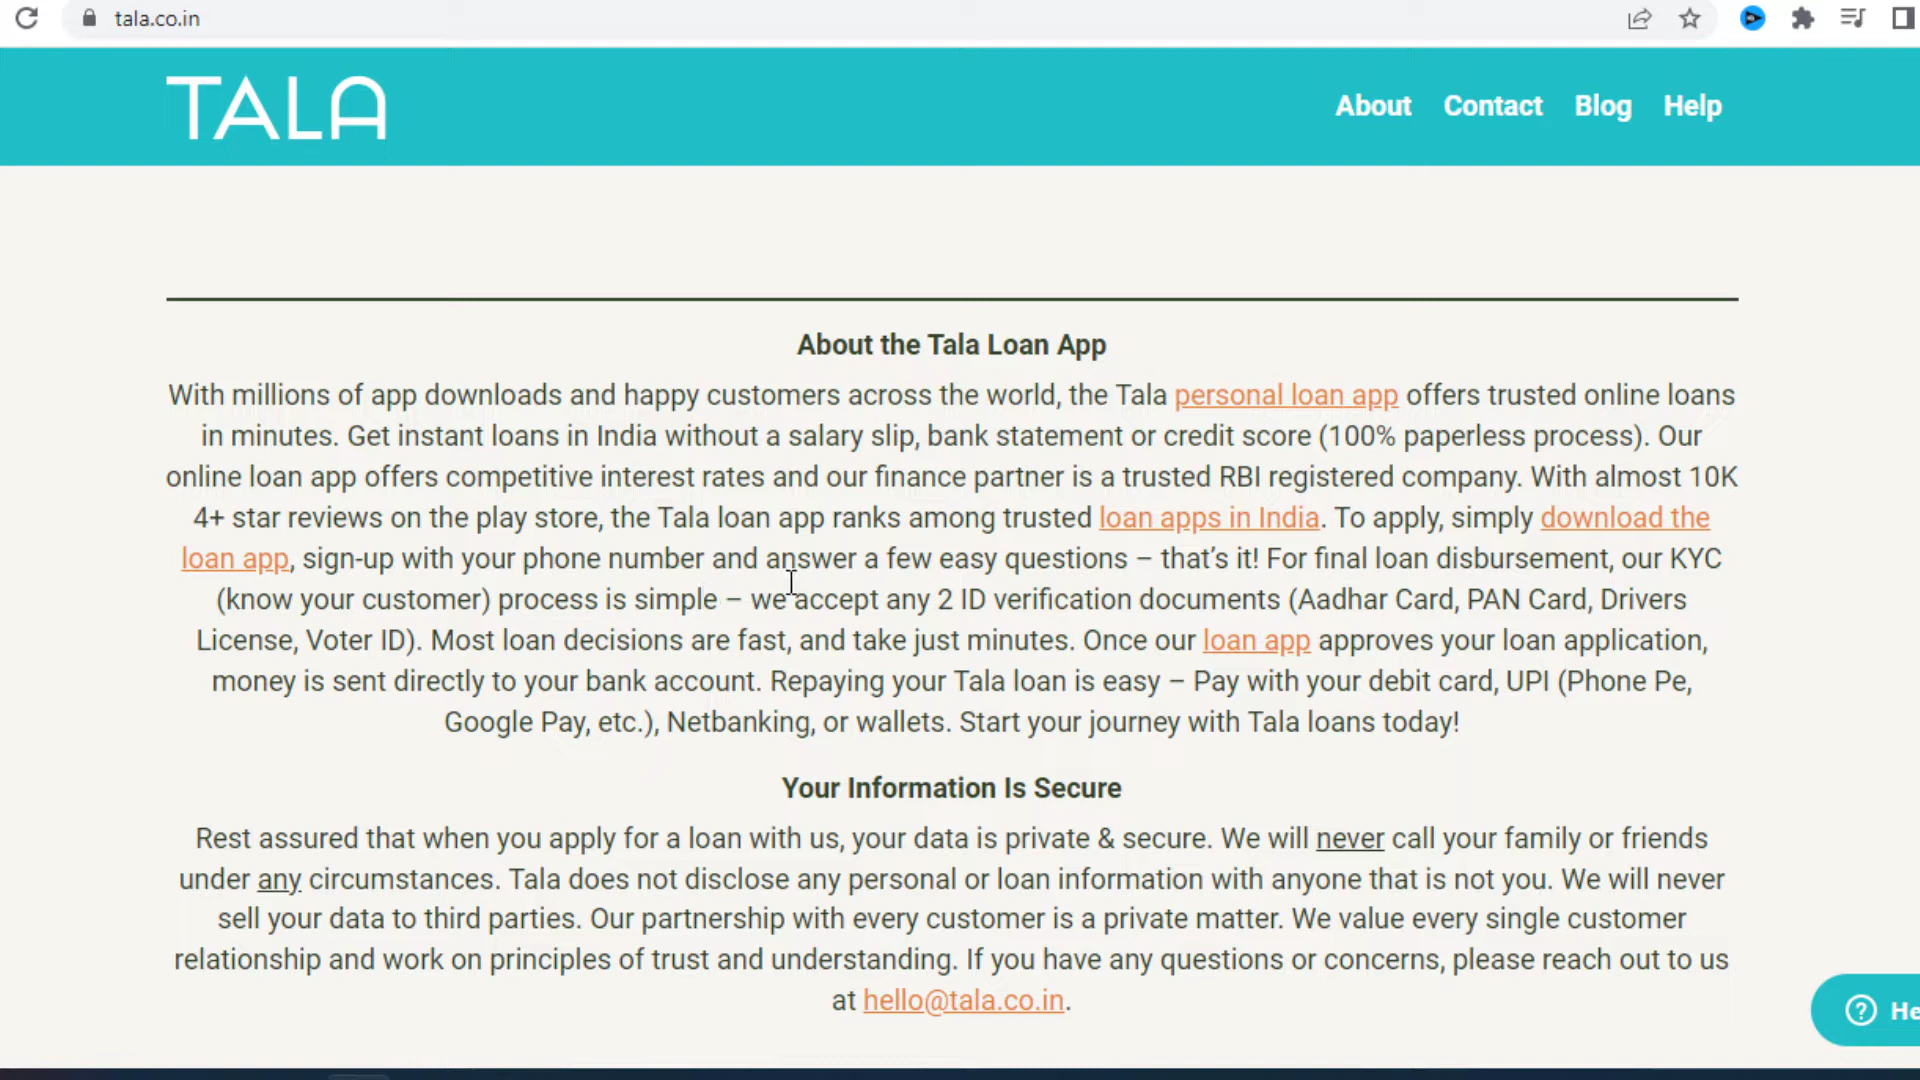 tala.co.in
TALA
About Contact Blog Help
About the Tala Loan App
With millions of app downloads and happy customers across the world, the Tala personal loan app offers trusted online loans
in minutes. Get instant loans in India without a salary slip, bank statement or credit score (100% paperless process). Our
online loan app offers competitive interest rates and our finance partner is a trusted RBI registered company. With almost 10K
4+ star reviews on the play store, the Tala loan app ranks among trusted loan apps in India. To apply, simply download the
loan app, sign-up with your phone number and answer a few easy questions – that’s it! For final loan disbursement, our KYC
(know your customer) process is simple – we accept any 2 ID verification documents (Aadhar Card, PAN Card, Drivers
License, Voter ID). Most loan decisions are fast, and take just minutes. Once our loan app approves your loan application,
money is sent directly to your bank account. Repaying your Tala loan is easy – Pay with your debit card, UPI (Phone Pe,
Google Pay, etc.), Netbanking, or wallets. Start your journey with Tala loans today!
Your Information Is Secure
Rest assured that when you apply for a loan with us, your data is private & secure. We will never call your family or friends
under any circumstances. Tala does not disclose any personal or loan information with anyone that is not you. We will never
sell your data to third parties. Our partnership with every customer is a private matter. We value every single customer
relationship and work on principles of trust and understanding. If you have any questions or concerns, please reach out to us
at hello@tala.co.in.
He